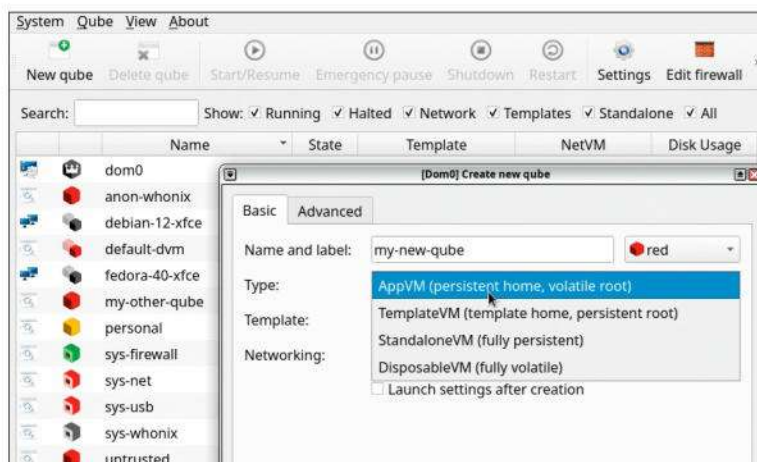 System Qube View About
New qube Delete qube Start/Resume Emergency pause Shutdown Restart Settings Edit firewall
Search: Show: Running Halted Network Templates Standalone All
Name State Template NetVM Disk Usage
dom0
anon-whonix
debian-12-xfce
default-dvm
fedora-40-xfce
my-other-qube
personal
sys-firewall
sys-net
sys-usb
sys-whonix
untrusted
[Dom0] Create new qube
Basic Advanced
Name and label: my-new-qube red
Type: AppVM (persistent home, volatile root)
TemplateVM (template home, persistent root)
Template:
StandaloneVM (fully persistent)
Networking:
DisposableVM (fully volatile)
Launch settings after creation